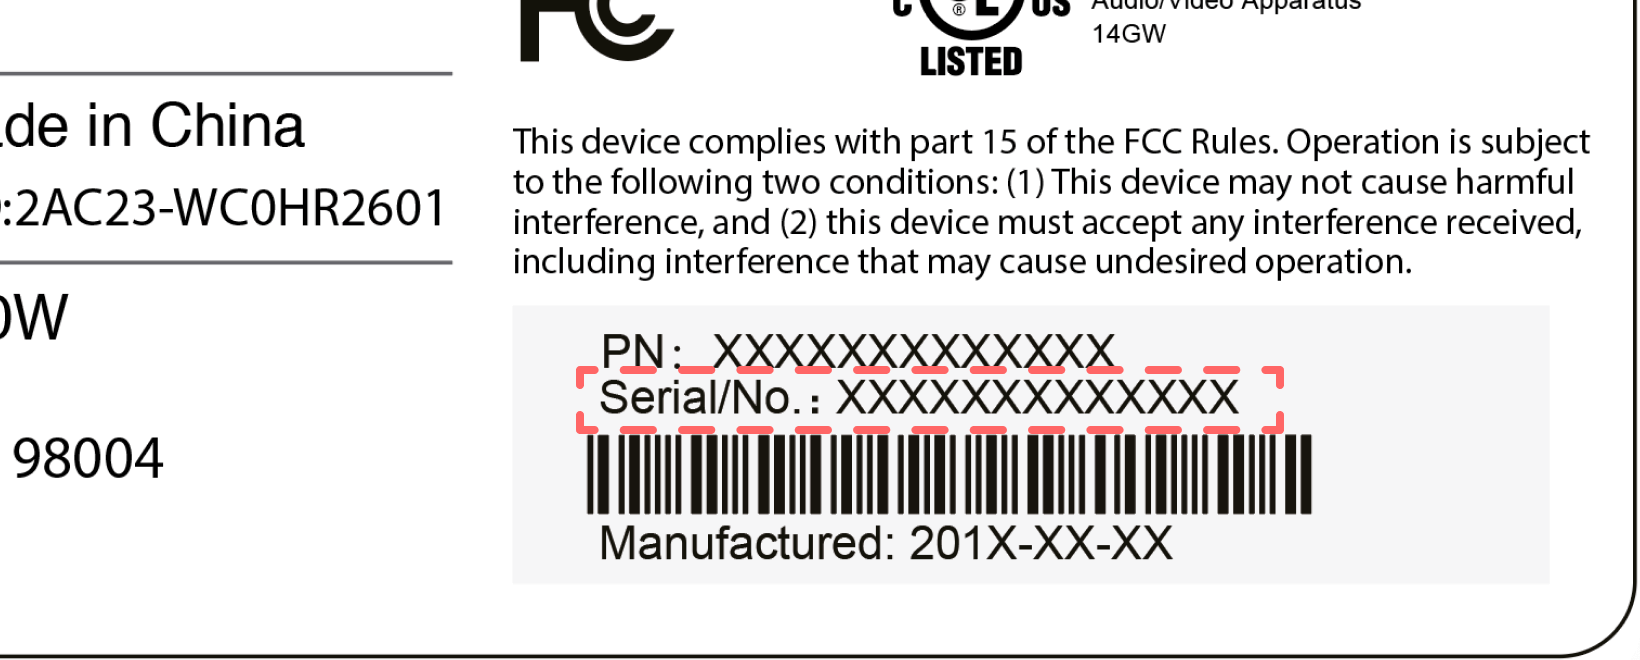 FC
C UL US
Audio/Video Apparatus
14GW
LISTED
ade in China
:2AC23-WC0HR2601
0W
98004
This device complies with part 15 of the FCC Rules. Operation is subject
to the following two conditions: (1) This device may not cause harmful
interference, and (2) this device must accept any interference received,
including interference that may cause undesired operation.
PN: XXXXXXXXXXXXX
Serial/No.: XXXXXXXXXXXXX
Manufactured: 201X-XX-XX